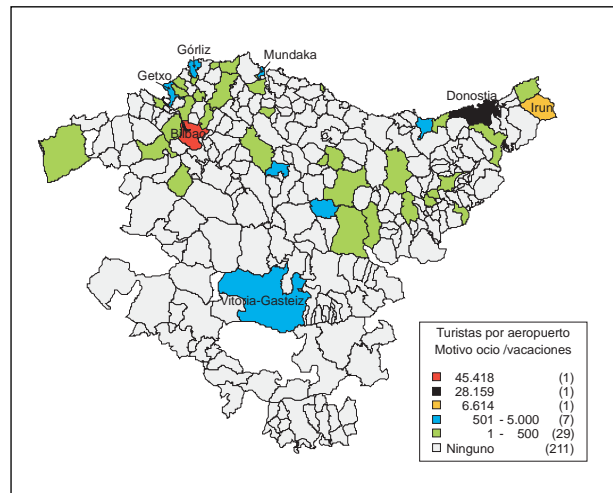 Górliz
Mundaka
Getxo
Donostia
Irun
Bilbao
Vitoria-Gasteiz
Turistas por aeropuerto
Motivo ocio /vacaciones
45.418 (1)
28.159 (1)
6.614 (1)
501 - 5.000 (7)
1 - 500 (29)
Ninguno (211)